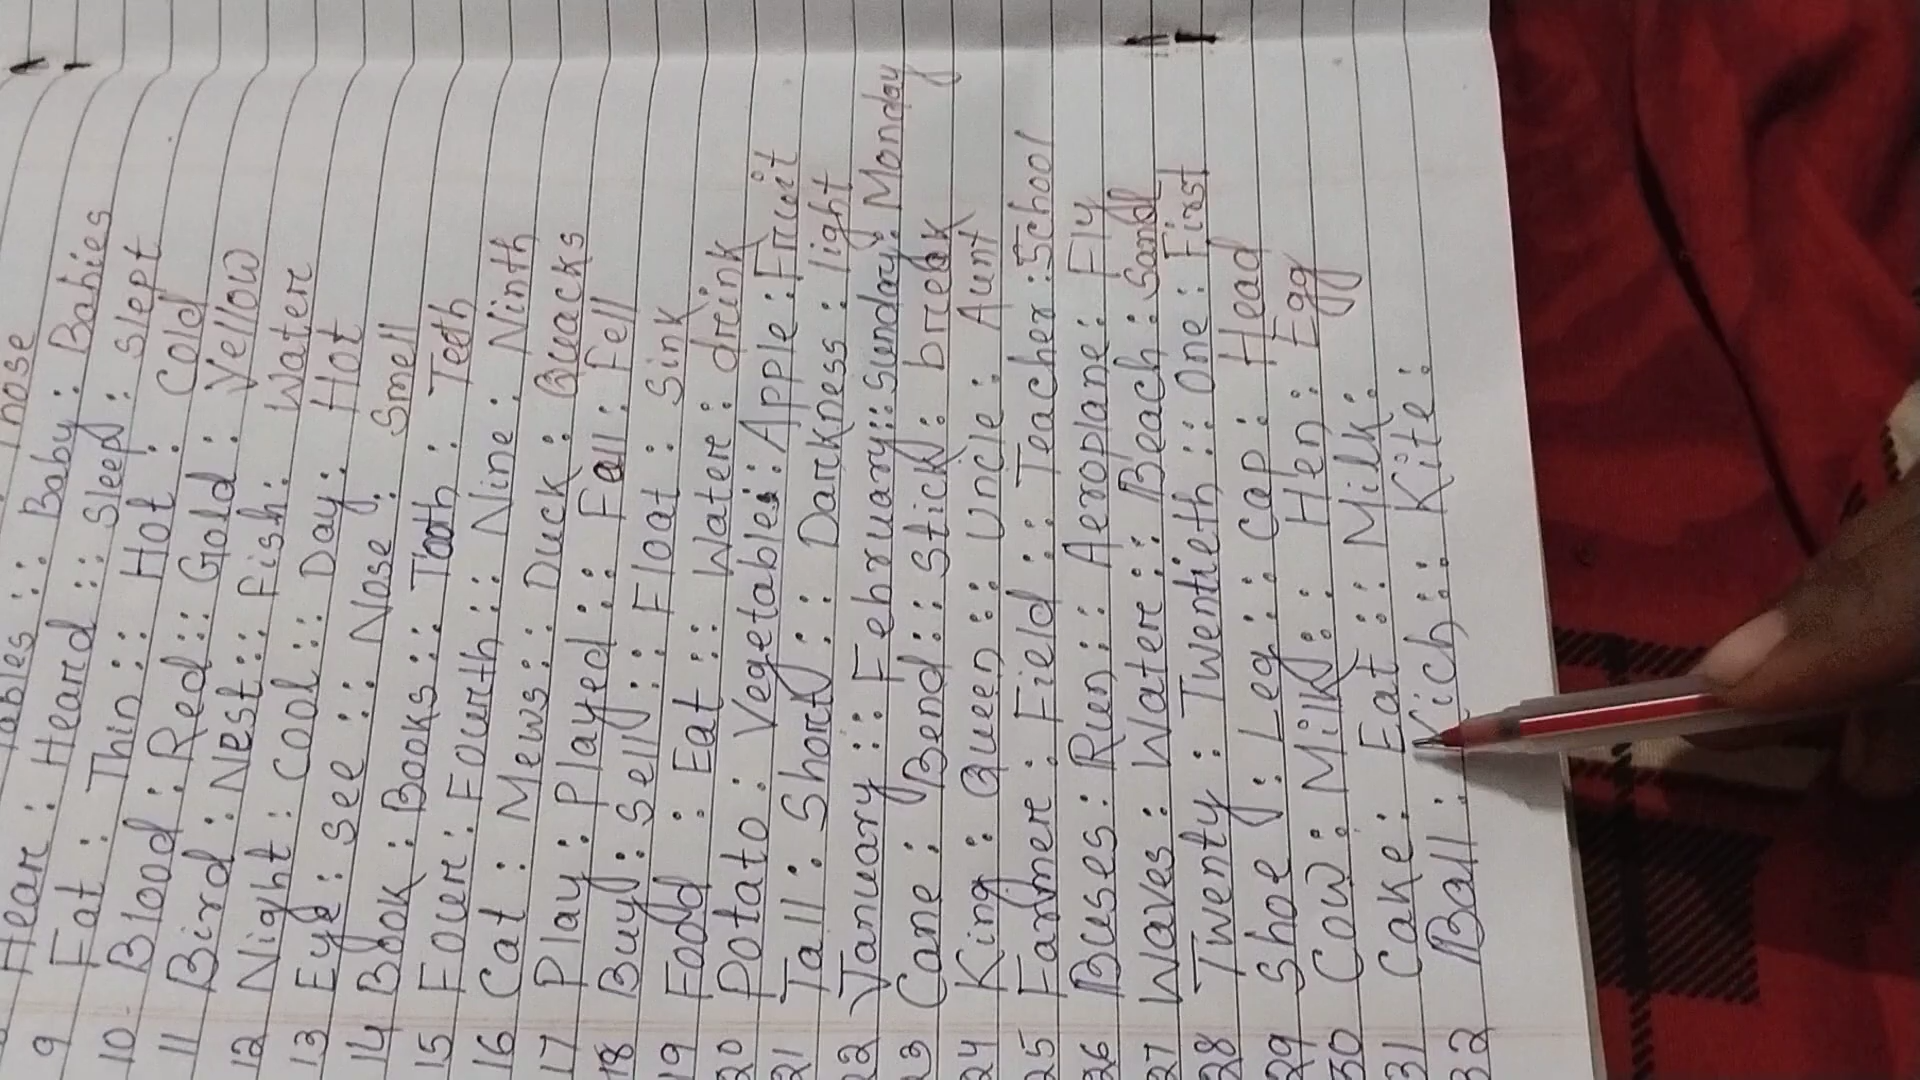 nose
:: Baby : Babies
Hear : Heard :: Sleep : Slept
9 Fat : Thin :: Hot : Cold
10 Blood : Red :: Gold : Yellow
11 Bird : Nest :: Fish : Water
12 Night : Cool :: Day : Hot
13 Eye : See :: Nose : Smell
14 Book : Books :: Tooth : Teeth
15 Four : Fourth :: Nine : Ninth
16 Cat : Mews :: Duck : Quacks
17 Play : Played :: Fall : Fell
18 Buy : Sell :: Float : Sink
19 Food : Eat :: Water : drink
20 Potato : Vegetables : Apple : Fruit
21 Tall : Short :: Darkness : light
22 January :: February :: Sunday : Monday
23 Cane : Bend :: Stick : break
24 King : Queen :: Uncle : Aunt
25 Farmer : Field :: Teacher : School
26 Buses : Run :: Aeroplane : Fly
27 Waves : Water :: Beach : Sand
28 Twenty : Twentieth :: One : First
29 Shoe : Leg :: Cap : Head
30 Cow : Milk :: Hen : Egg
31 Cake : Eat :: Milk :
32 Ball : Kich :: Kite :